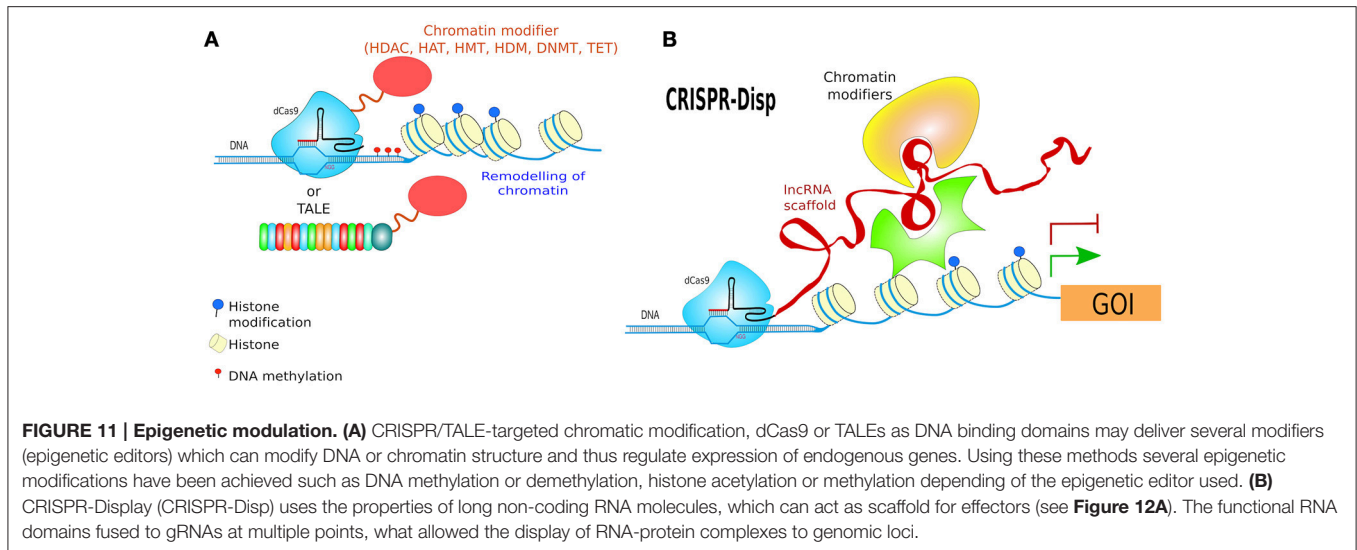 A
Chromatin modifier
(HDAC, HAT, HMT, HDM, DNMT, TET)
dCas9
DNA
NGG
Remodelling of
chromatin
or
TALE
Histone
modification
Histone
DNA methylation
B
CRISPR-Disp
Chromatin
modifiers
lncRNA
scaffold
dCas9
DNA
NGG
GOI
FIGURE 11 | Epigenetic modulation. (A) CRISPR/TALE-targeted chromatic modification, dCas9 or TALEs as DNA binding domains may deliver several modifiers
(epigenetic editors) which can modify DNA or chromatin structure and thus regulate expression of endogenous genes. Using these methods several epigenetic
modifications have been achieved such as DNA methylation or demethylation, histone acetylation or methylation depending of the epigenetic editor used. (B)
CRISPR-Display (CRISPR-Disp) uses the properties of long non-coding RNA molecules, which can act as scaffold for effectors (see Figure 12A). The functional RNA
domains fused to gRNAs at multiple points, what allowed the display of RNA-protein complexes to genomic loci.